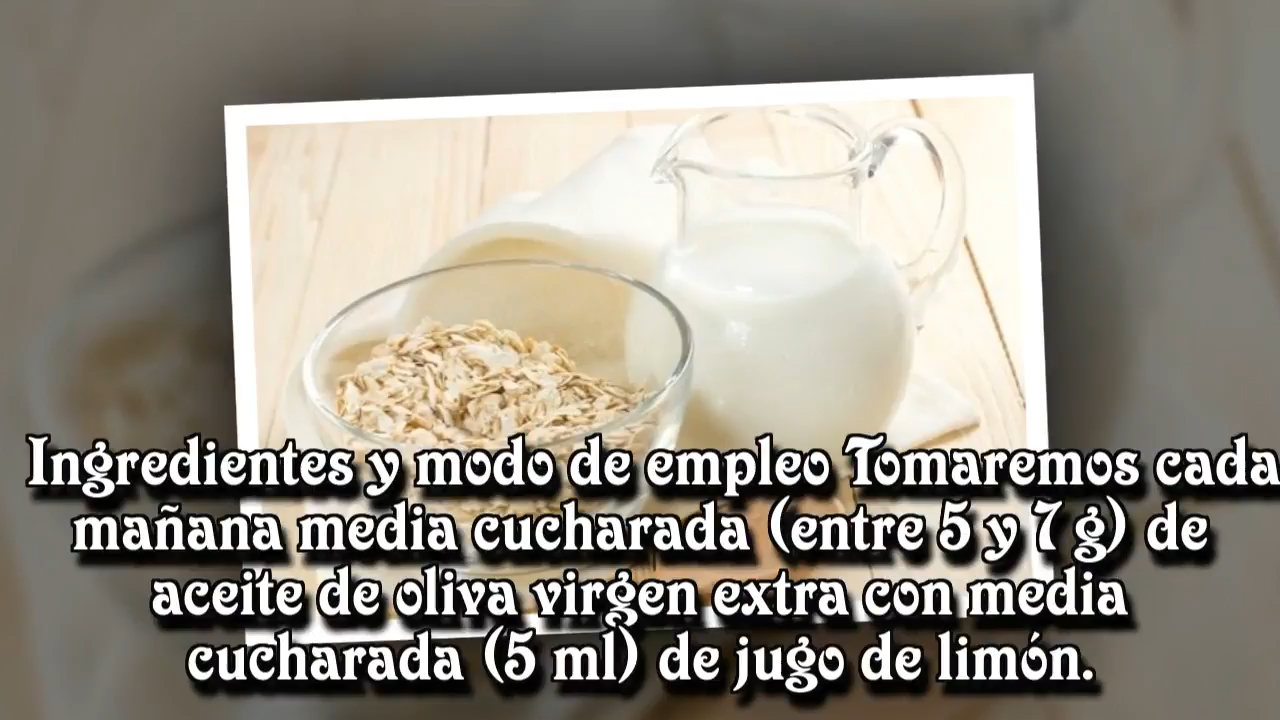 Ingredientes y modo de empleo Tomaremos cada
mañana media cucharada (entre 5 y 7 g) de
aceite de oliva virgen extra con media
cucharada (5 ml) de jugo de limón.